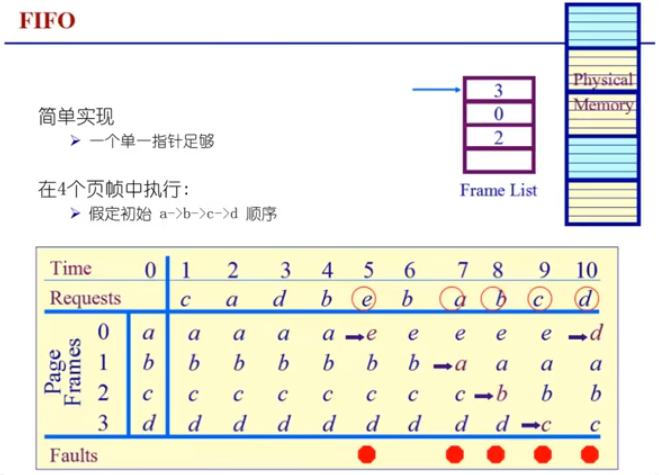 FIFO
简单实现
一个单一指针足够
在4个页帧中执行：
假定初始 a->b->c->d 顺序
3
0
2
Frame List
Physical
Memory
Time 0 1 2 3 4 5 6 7 8 9 10
Requests c a d b e b a b c d
Page Frames
0 a a a a a e e e e e d
1 b b b b b b b a a a a
2 c c c c c c c c b b b
3 d d d d d d d d d c c
Faults